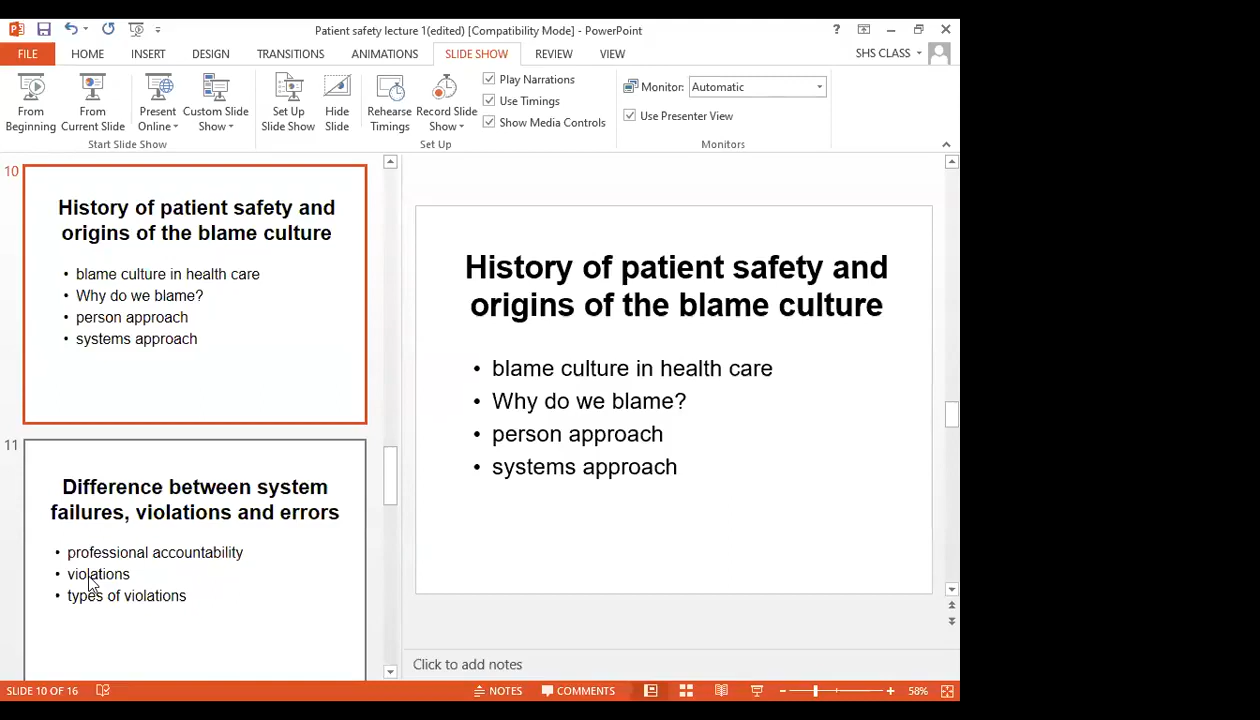 Patient safety lecture 1(edited) [Compatibility Mode] - PowerPoint
?
FILE HOME INSERT DESIGN TRANSITIONS ANIMATIONS SLIDE SHOW REVIEW VIEW SHS CLASS
From Beginning
From Current Slide
Present Online
Custom Slide Show
Start Slide Show
Set Up Slide Show
Hide Slide
Rehearse Timings
Record Slide Show
Play Narrations
Use Timings
Show Media Controls
Set Up
Monitor: Automatic
Use Presenter View
Monitors
10
History of patient safety and
origins of the blame culture
• blame culture in health care
• Why do we blame?
• person approach
• systems approach
11
Difference between system
failures, violations and errors
• professional accountability
• violations
• types of violations
History of patient safety and
origins of the blame culture
• blame culture in health care
• Why do we blame?
• person approach
• systems approach
Click to add notes
SLIDE 10 OF 16 NOTES COMMENTS 58%